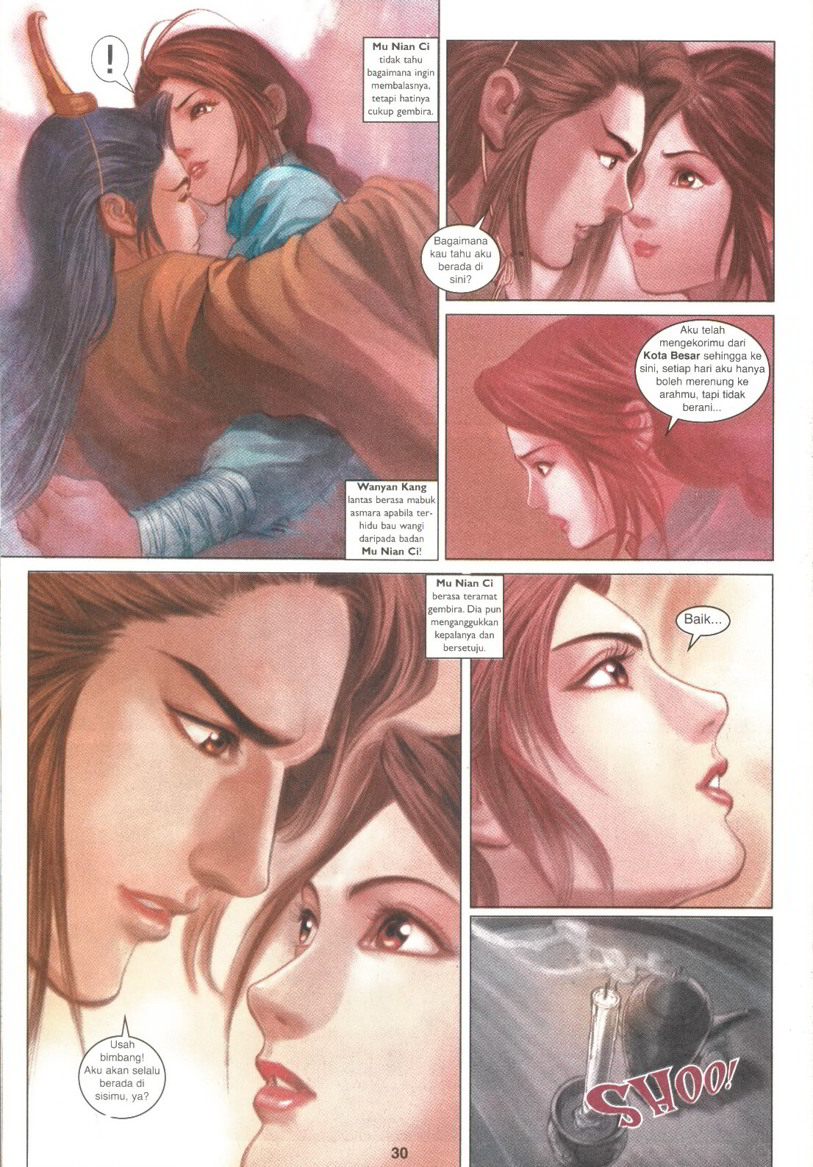 !
Mu Nian Ci
tidak tahu
bagaimana ingin
membalasnya,
tetapi hatinya
cukup gembira.
Wanyan Kang
lantas berasa mabuk
asmara apabila ter-
hidu bau wangi
daripada badan
Mu Nian Ci!
Bagaimana
kau tahu aku
berada di
sini?
Aku telah
mengekorimu dari
Kota Besar sehingga ke
sini, setiap hari aku hanya
boleh merenung ke
arahmu, tapi tidak
berani...
Usah
bimbang!
Aku akan selalu
berada di
sisimu, ya?
Mu Nian Ci
berasa teramat
gembira. Dia pun
menganggukkan
kepalanya dan
bersetuju.
Baik...
SHOO!
30